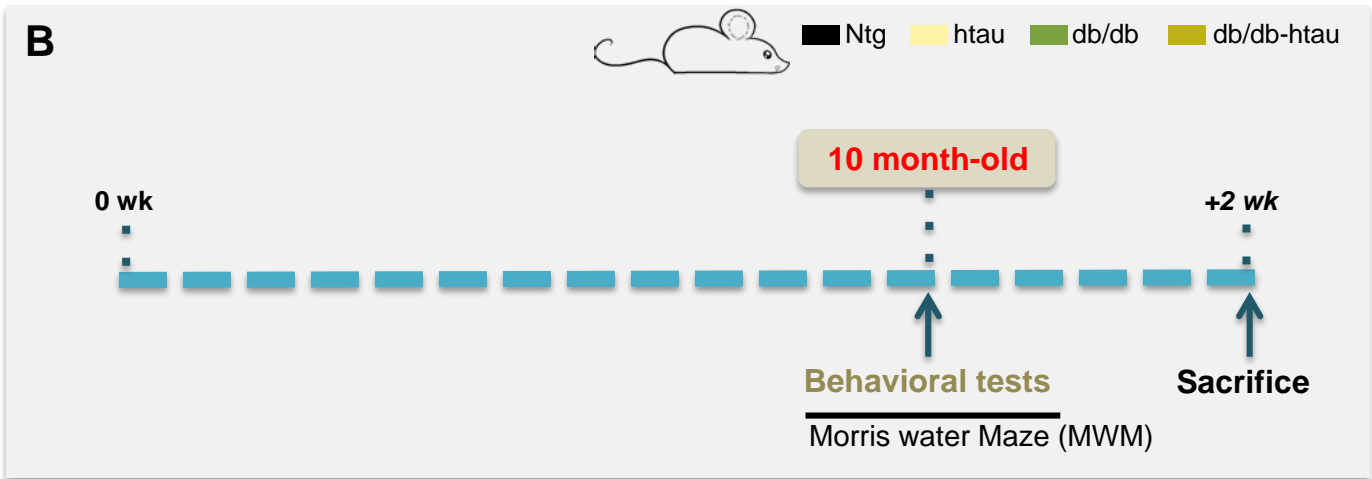 B
Ntg htau db/db db/db-htau
10 month-old
0 wk
+2 wk
Behavioral tests
Sacrifice
Morris water Maze (MWM)